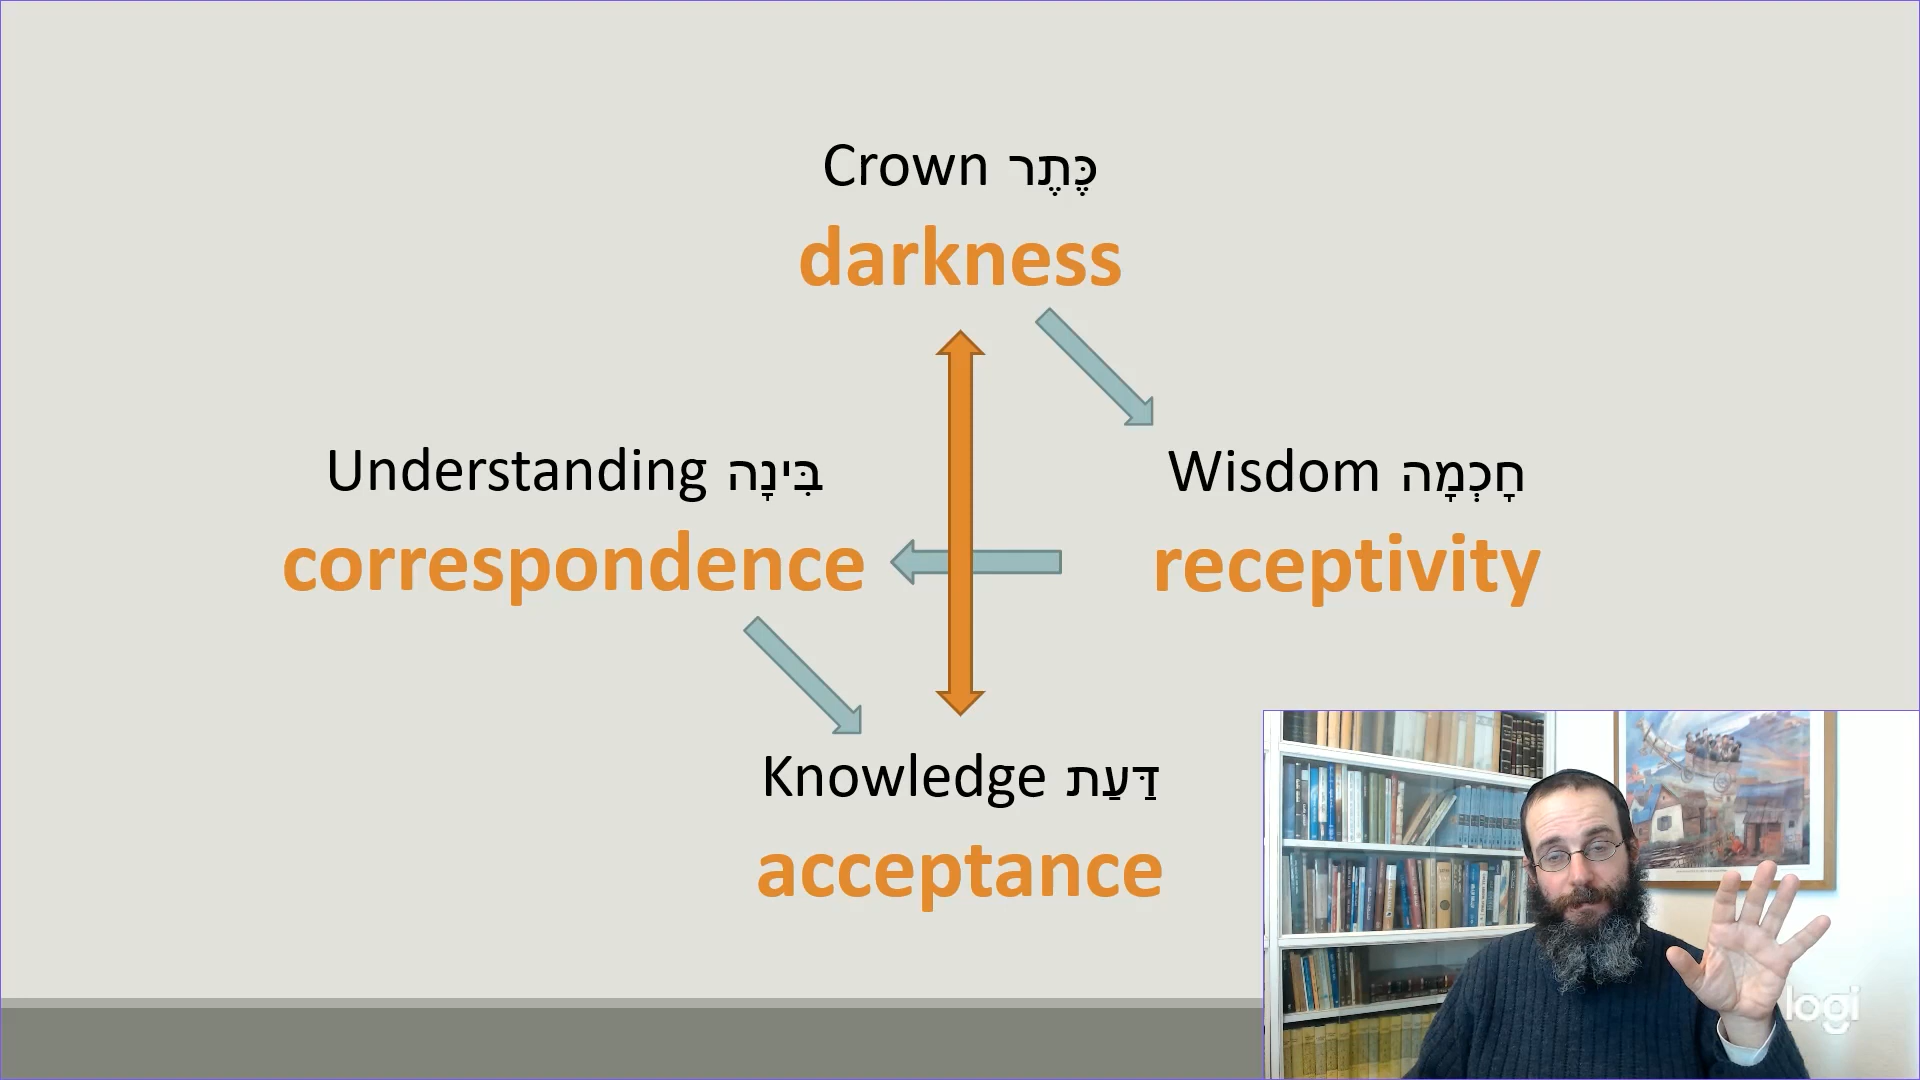 Crown כֶּתֶר
darkness
Understanding בִּינָה
correspondence
Wisdom חָכְמָה
receptivity
Knowledge דַּעַת
acceptance
logi